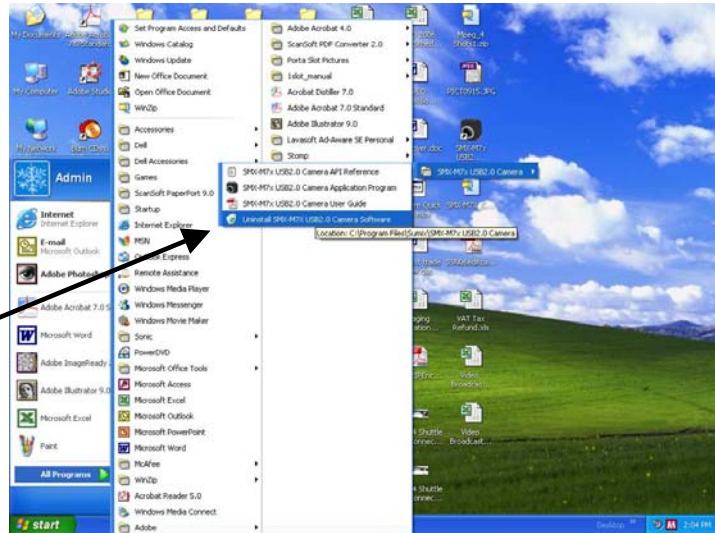 My Documents
My Computer
Admin
Internet
Internet Explorer
E-mail
Microsoft Outlook
Adobe Photosh
Adobe Acrobat 7.0 S
Microsoft Word
Adobe ImageReady
Adobe Illustrator 9.0
Microsoft Excel
Paint
All Programs
start
Set Program Access and Defaults
Windows Catalog
Windows Update
New Office Document
Open Office Document
WinZip
Accessories
Dell
Dell Accessories
Games
ScanSoft PaperPort 9.0
Startup
Internet Explorer
MSN
Outlook Express
Remote Assistance
Windows Media Player
Windows Messenger
Windows Movie Maker
Sonic
PowerDVD
Microsoft Office Tools
Microsoft Access
Microsoft Excel
Microsoft Outlook
Microsoft PowerPoint
Microsoft Word
McAfee
WinZip
Acrobat Reader 5.0
Windows Media Connect
Adobe
Adobe Acrobat 4.0
ScanSoft PDF Converter 2.0
Porta Slot Pictures
1dot_manual
Acrobat Distiller 7.0
Adobe Acrobat 7.0 Standard
Adobe Illustrator 9.0
Lavasoft Ad-Aware SE Personal
Stomp
SMX-M7x USB2.0 Camera
SMX-M7x USB2.0 Camera API Reference
SMX-M7x USB2.0 Camera Application Program
SMX-M7x USB2.0 Camera User Guide
Uninstall SMX-M7X USB2.0 Camera Software
Location: C:\Program Files\Sumix\SMX-M7x USB2.0 Camera
Mpeg_4
PICT0915.JPG
VAT Tax
Refund.xls
Video
Broadcas...
Shuttle
Video
Broadcast...
Shuttle
Desktop
2:04 PM